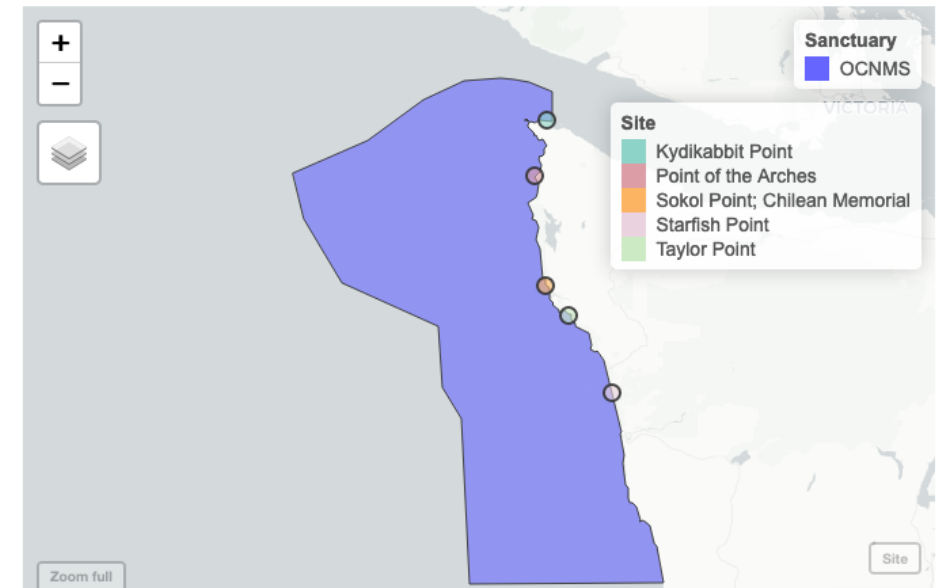 +
−
Sanctuary
OCNMS
VICTORIA
Site
Kydikabbit Point
Point of the Arches
Sokol Point; Chilean Memorial
Starfish Point
Taylor Point
Zoom full
Site